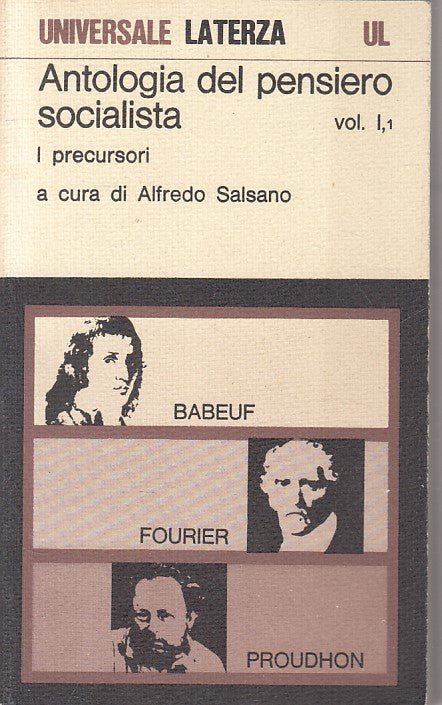 UNIVERSALE LATERZA UL
Antologia del pensiero
socialista vol. I,1
I precursori
a cura di Alfredo Salsano
BABEUF
FOURIER
PROUDHON